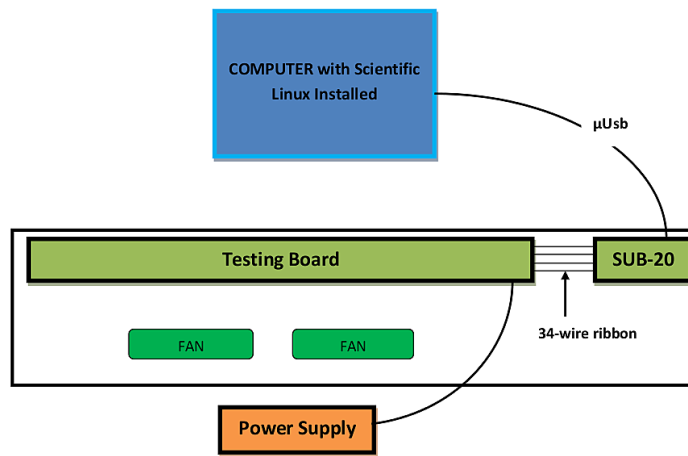 COMPUTER with Scientific
Linux Installed
µUsb
Testing Board
SUB-20
34-wire ribbon
FAN
FAN
Power Supply